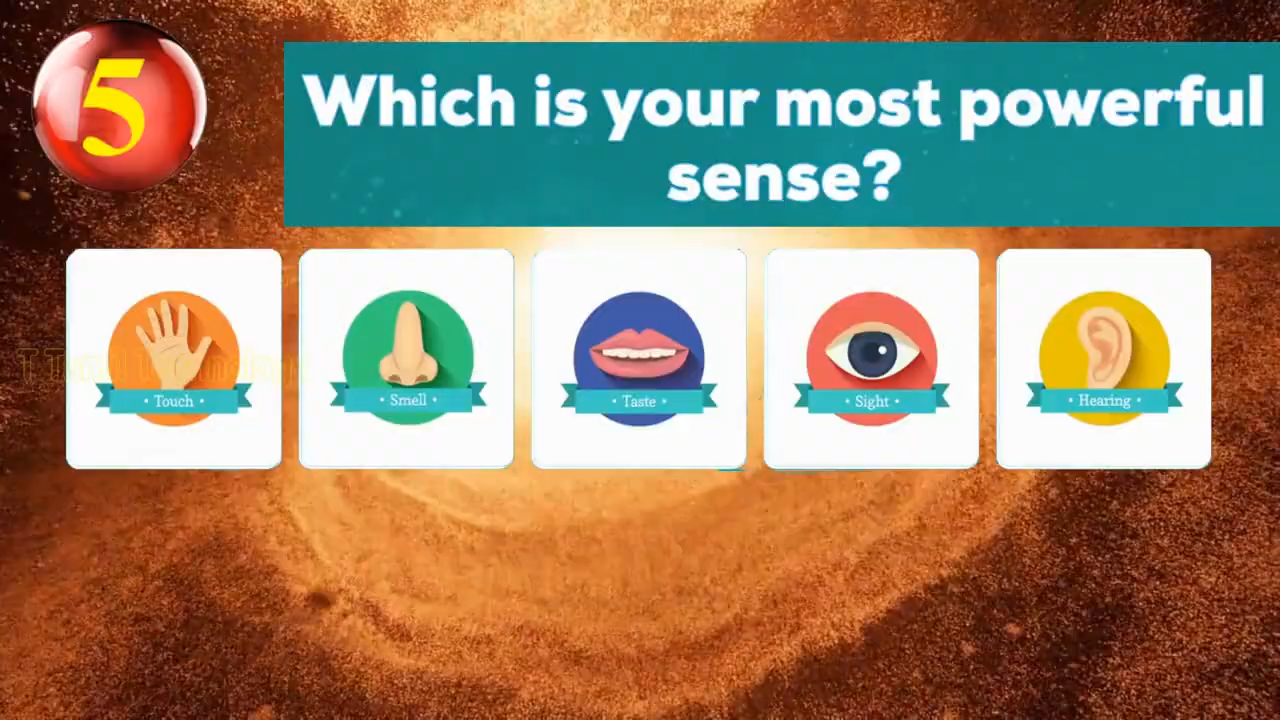 5
Which is your most powerful
sense?
• Touch •
• Smell •
• Taste •
• Sight •
• Hearing •